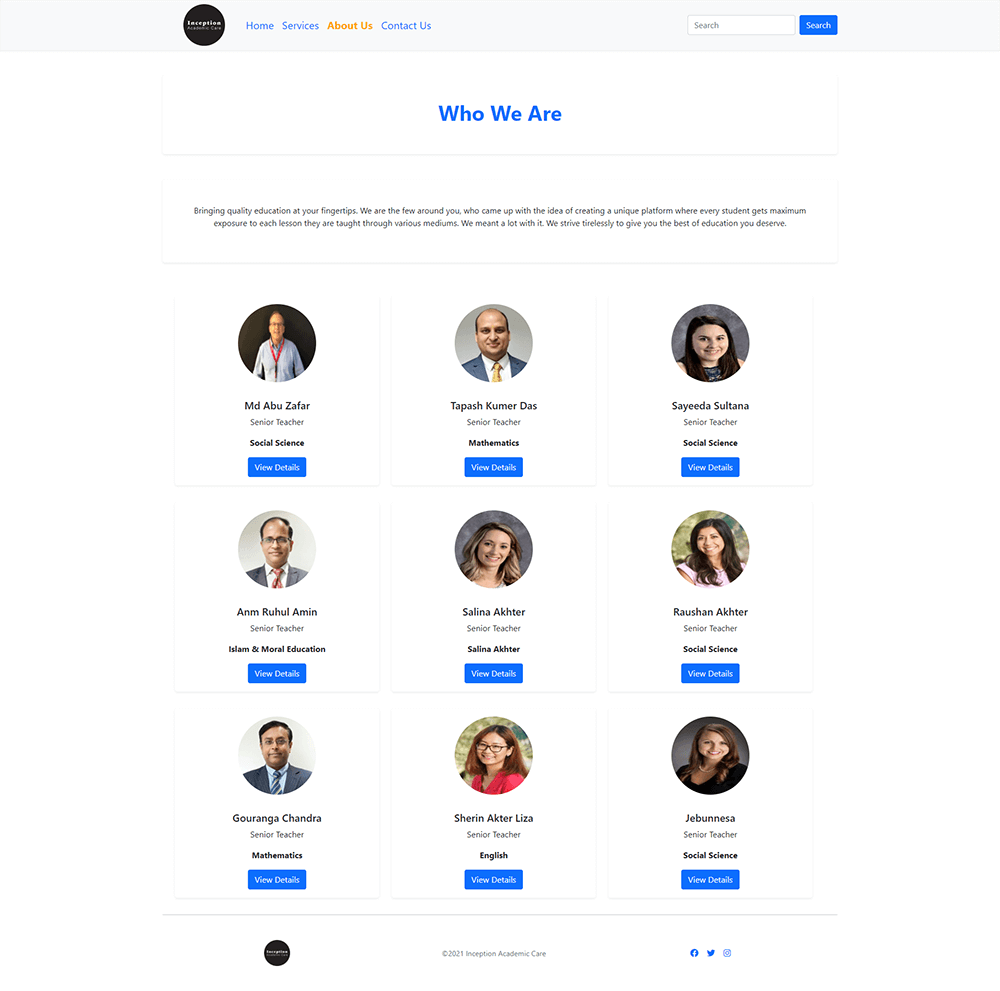 Inception
Academic Care
Home Services About Us Contact Us
Search Search
Who We Are
Bringing quality education at your fingertips. We are the few around you, who came up with the idea of creating a unique platform where every student gets maximum
exposure to each lesson they are taught through various mediums. We meant a lot with it. We strive tirelessly to give you the best of education you deserve.
Md Abu Zafar
Senior Teacher
Social Science
View Details
Tapash Kumer Das
Senior Teacher
Mathematics
View Details
Sayeeda Sultana
Senior Teacher
Social Science
View Details
Anm Ruhul Amin
Senior Teacher
Islam & Moral Education
View Details
Salina Akhter
Senior Teacher
Salina Akhter
View Details
Raushan Akhter
Senior Teacher
Social Science
View Details
Gouranga Chandra
Senior Teacher
Mathematics
View Details
Sherin Akter Liza
Senior Teacher
English
View Details
Jebunnesa
Senior Teacher
Social Science
View Details
Inception
Academic Care
©2021 Inception Academic Care